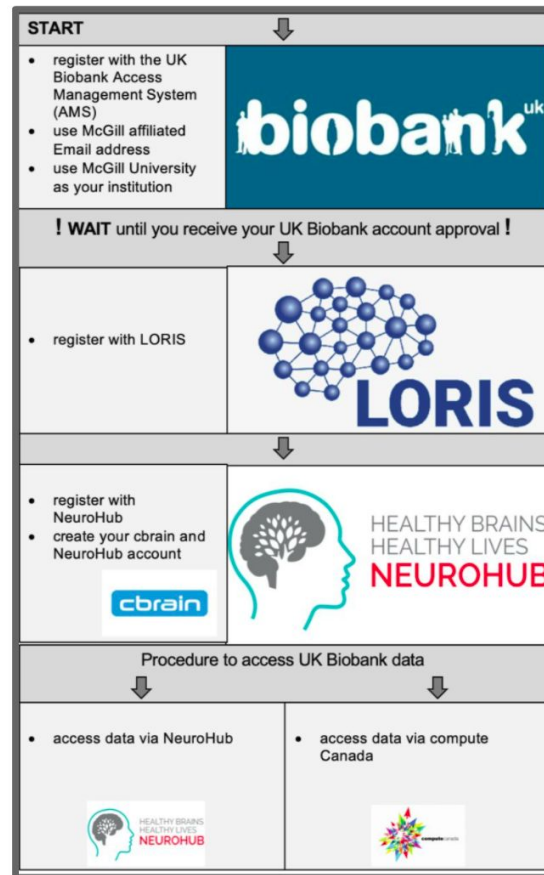 START
• register with the UK
Biobank Access
Management System
(AMS)
• use McGill affiliated
Email address
• use McGill University
as your institution
biobank uk
! WAIT until you receive your UK Biobank account approval !
• register with LORIS
LORIS
• register with
NeuroHub
• create your cbrain and
NeuroHub account
cbrain
HEALTHY BRAINS
HEALTHY LIVES
NEUROHUB
Procedure to access UK Biobank data
• access data via NeuroHub
HEALTHY BRAINS
HEALTHY LIVES
NEUROHUB
• access data via compute
Canada
compute canada